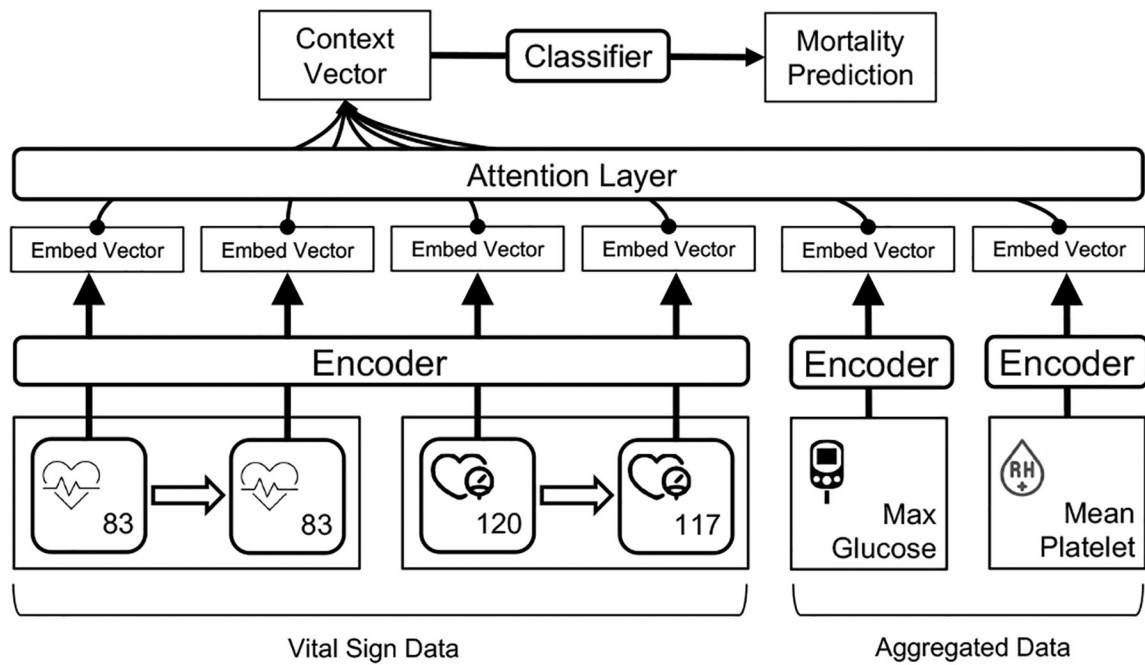 Context
Vector
Classifier
Mortality
Prediction
Attention Layer
Embed Vector
Embed Vector
Embed Vector
Embed Vector
Embed Vector
Embed Vector
Encoder
Encoder
Encoder
83
83
120
117
Max
Glucose
RH
+
Mean
Platelet
Vital Sign Data
Aggregated Data